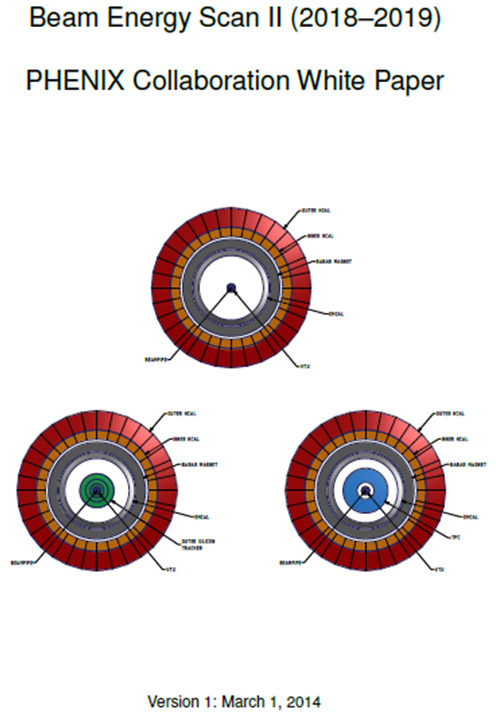 Beam Energy Scan II (2018–2019)
PHENIX Collaboration White Paper
OUTER HCAL
INNER HCAL
BABAR MAGNET
EMCAL
BEAMPIPE
VTX
OUTER HCAL
INNER HCAL
BABAR MAGNET
EMCAL
OUTER SILICON
TRACKER
BEAMPIPE
VTX
OUTER HCAL
INNER HCAL
BABAR MAGNET
EMCAL
TPC
BEAMPIPE
VTX
Version 1: March 1, 2014